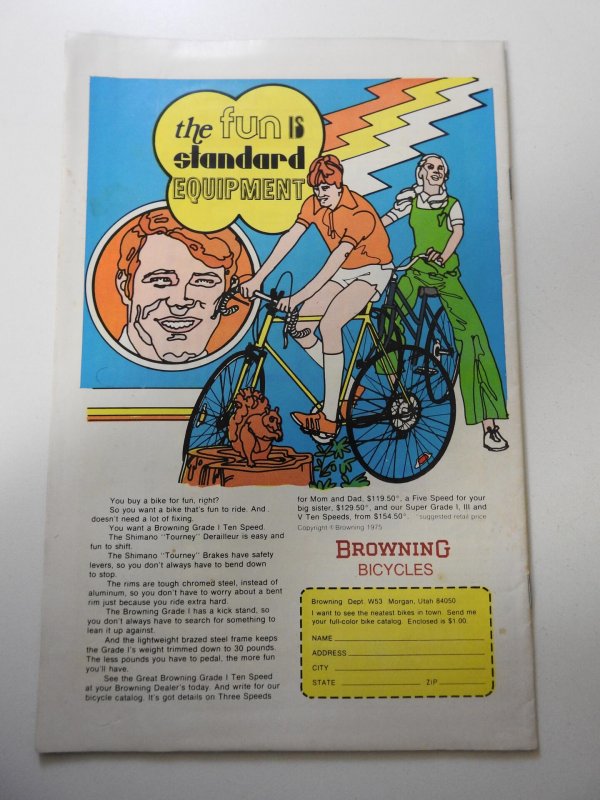 the fun IS
standard
EQUIPMENT
You buy a bike for fun, right?
So you want a bike that's fun to ride. And
doesn't need a lot of fixing.
You want a Browning Grade I Ten Speed.
The Shimano "Tourney" Derailleur is easy and
fun to shift.
The Shimano "Tourney" Brakes have safety
levers, so you don't always have to bend down
to stop.
The rims are tough chromed steel, instead of
aluminum, so you don't have to worry about a bent
rim just because you ride extra hard.
The Browning Grade I has a kick stand, so
you don't always have to search for something to
lean it up against.
And the lightweight brazed steel frame keeps
the Grade I's weight trimmed down to 30 pounds.
The less pounds you have to pedal, the more fun
you'll have.
See the Great Browning Grade I Ten Speed
at your Browning Dealer's today. And write for our
bicycle catalog. It's got details on Three Speeds
for Mom and Dad, $119.50*, a Five Speed for your
big sister, $129.50*, and our Super Grade I, III and
V Ten Speeds, from $154.50*. *suggested retail price
Copyright © Browning 1975
BROWNING
BICYCLES
Browning Dept. W53 Morgan, Utah 84050
I want to see the neatest bikes in town. Send me
your full-color bike catalog. Enclosed is $1.00.
NAME
ADDRESS
CITY
STATE ZIP